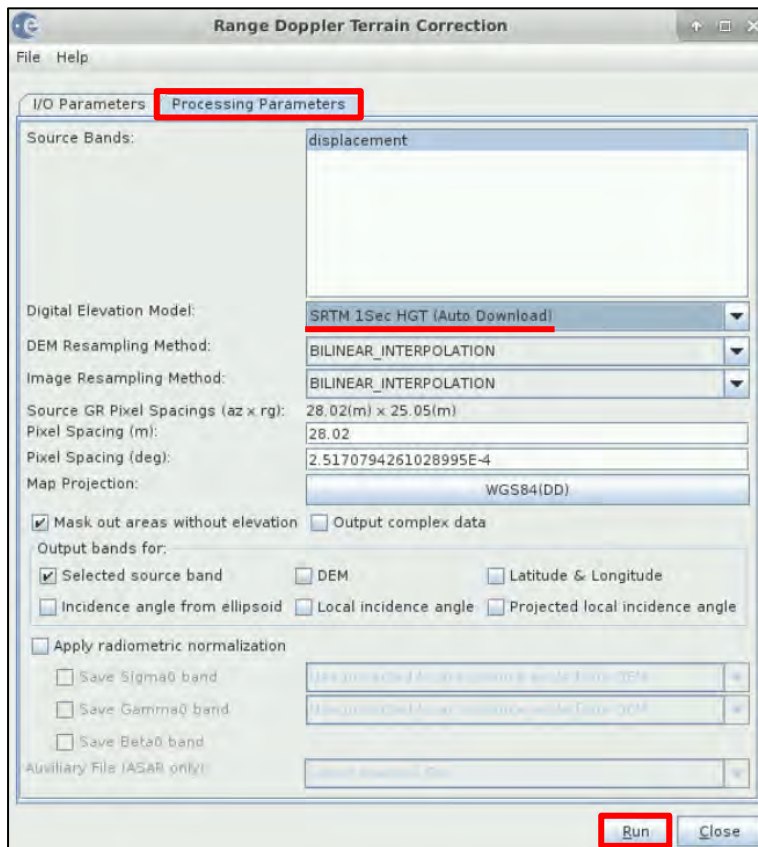 Range Doppler Terrain Correction
File Help
I/O Parameters Processing Parameters
Source Bands: displacement
Digital Elevation Model: SRTM 1Sec HGT (Auto Download)
DEM Resampling Method: BILINEAR_INTERPOLATION
Image Resampling Method: BILINEAR_INTERPOLATION
Source GR Pixel Spacings (az x rg): 28.02(m) x 25.05(m)
Pixel Spacing (m): 28.02
Pixel Spacing (deg): 2.5170794261028995E-4
Map Projection: WGS84(DD)
Mask out areas without elevation Output complex data
Output bands for:
Selected source band DEM Latitude & Longitude
Incidence angle from ellipsoid Local incidence angle Projected local incidence angle
Apply radiometric normalization
Save Sigma0 band
Save Gamma0 band
Save Beta0 band
Auxiliary File (ASAR only):
Run Close